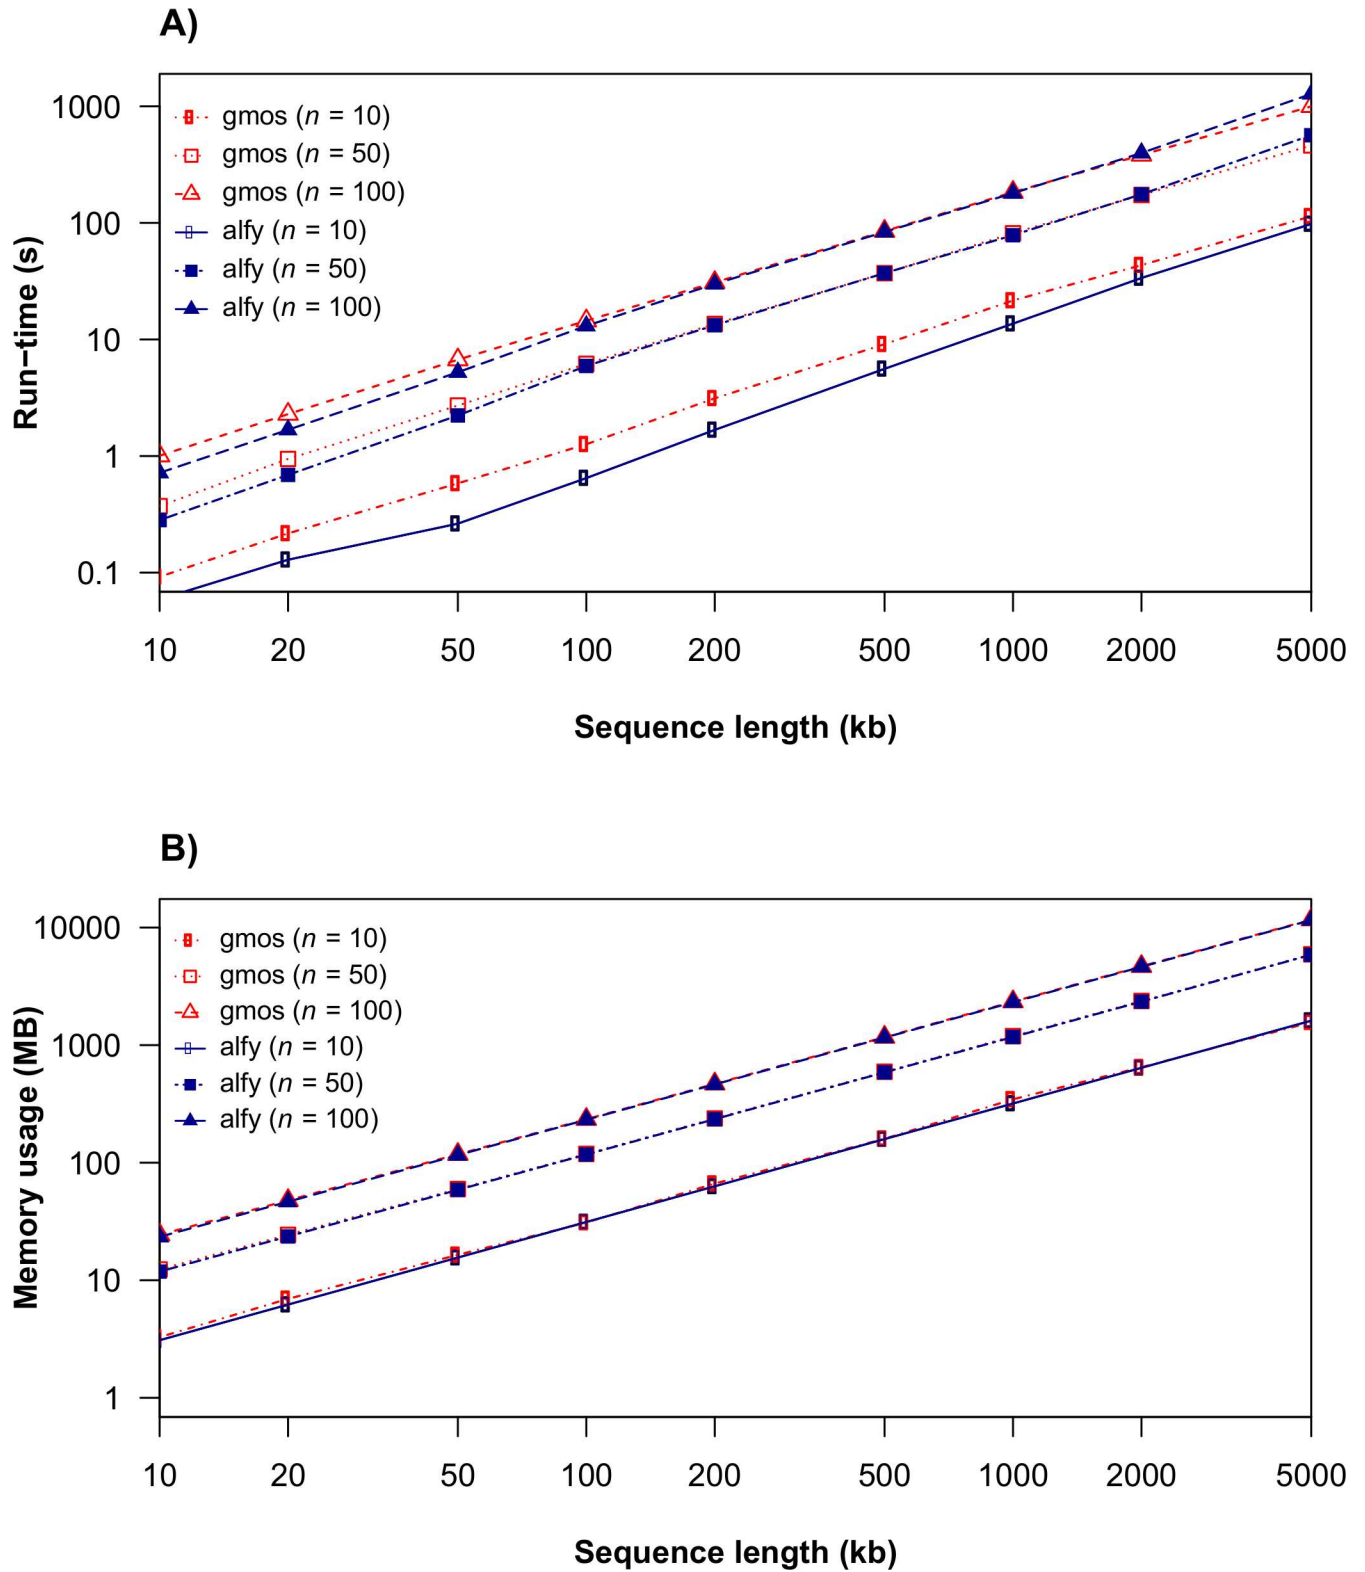 A)
Run−time (s)
1000
100
10
1
0.1
gmos (n = 10)
gmos (n = 50)
gmos (n = 100)
alfy (n = 10)
alfy (n = 50)
alfy (n = 100)
10 20 50 100 200 500 1000 2000 5000
Sequence length (kb)
B)
Memory usage (MB)
10000
1000
100
10
1
gmos (n = 10)
gmos (n = 50)
gmos (n = 100)
alfy (n = 10)
alfy (n = 50)
alfy (n = 100)
10 20 50 100 200 500 1000 2000 5000
Sequence length (kb)